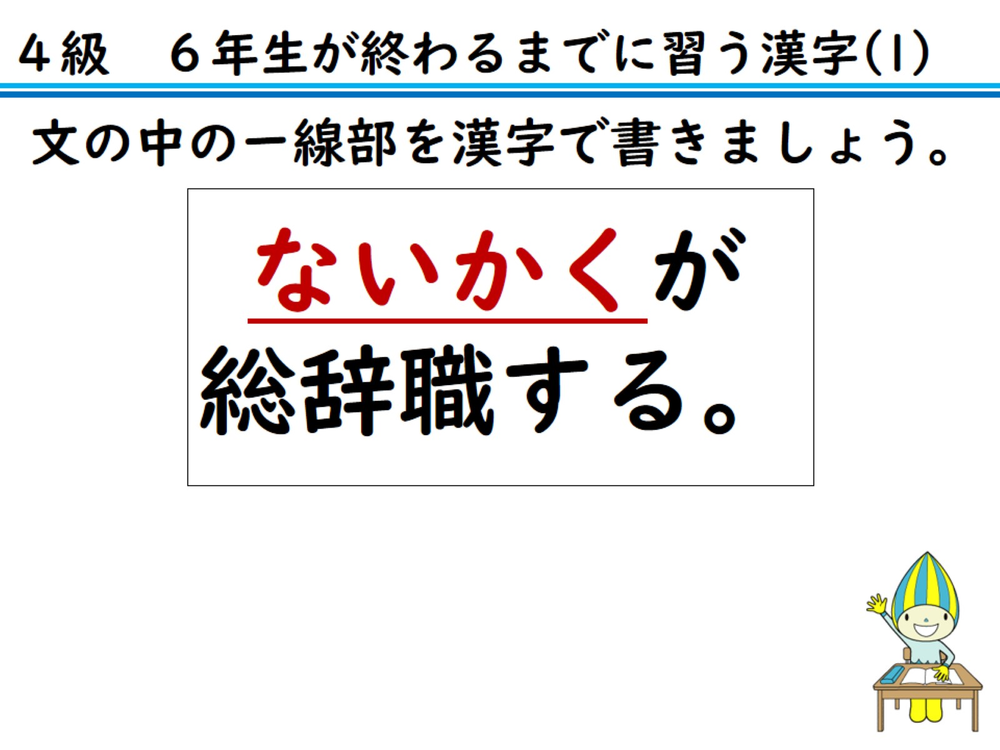 ４級　６年生が終わるまでに習う漢字(1)
文の中の一線部を漢字で書きましょう。
ないかくが
総辞職する。